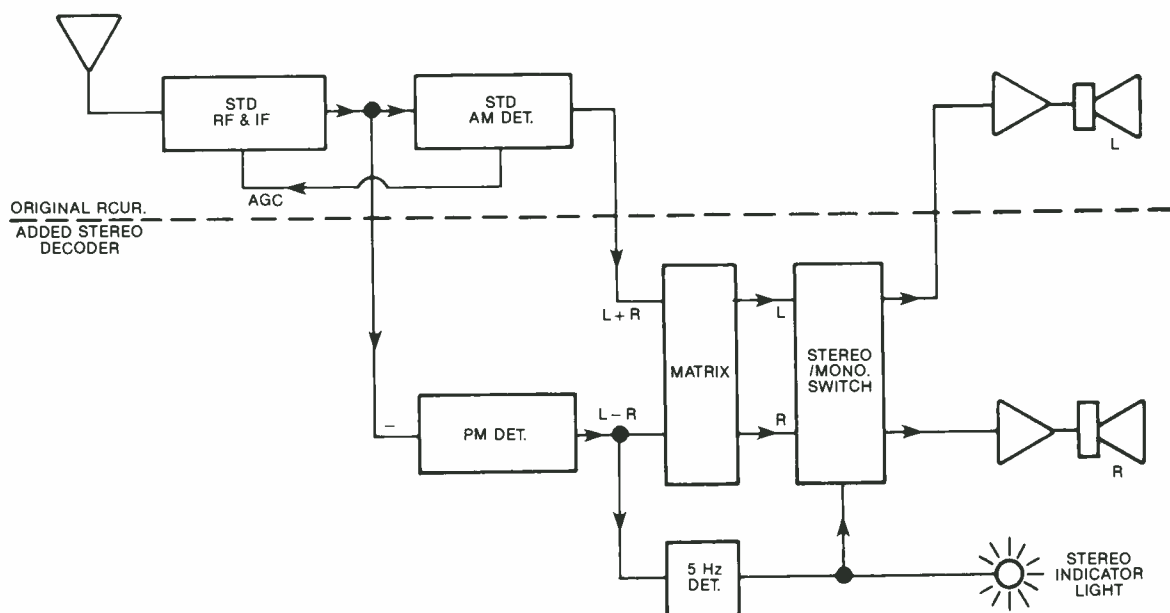 STD
RF & IF
STD
AM DET.
AGC
L
ORIGINAL RCUR.
ADDED STEREO
DECODER
L + R
MATRIX
L
R
STEREO
/MONO.
SWITCH
–
PM DET.
L – R
R
5 Hz
DET.
STEREO
INDICATOR
LIGHT